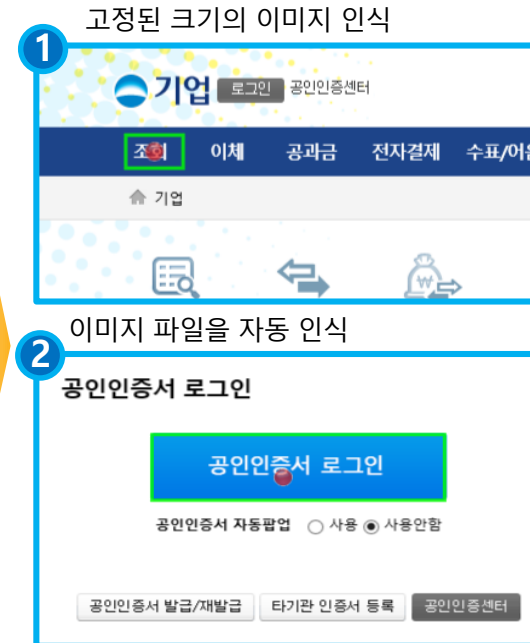 고정된 크기의 이미지 인식
1
기업 로그인 공인인증센터
조회 이체 공과금 전자결제 수표/어음
기업
이미지 파일을 자동 인식
2
공인인증서 로그인
공인인증서 로그인
공인인증서 자동팝업 사용 사용안함
공인인증서 발급/재발급 타기관 인증서 등록 공인인증센터